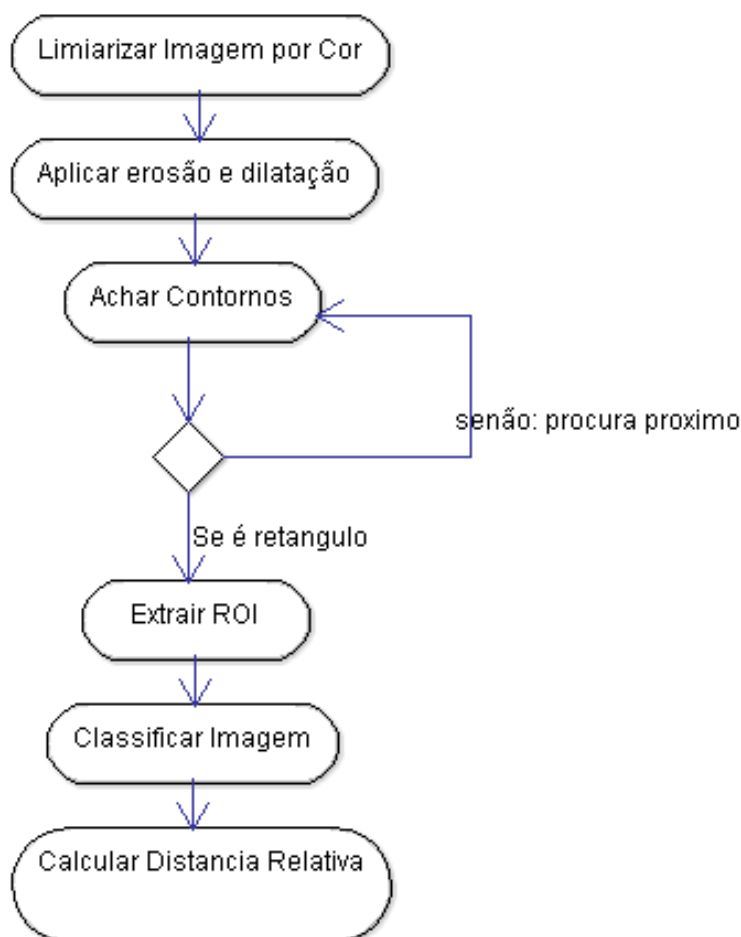 Limiarizar Imagem por Cor
Aplicar erosão e dilatação
Achar Contornos
senão: procura proximo
Se é retangulo
Extrair ROI
Classificar Imagem
Calcular Distancia Relativa